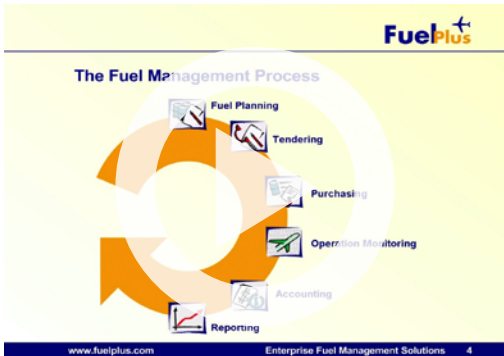 FuelPlus
The Fuel Management Process
Fuel Planning
Tendering
Purchasing
Operation Monitoring
Accounting
Reporting
www.fuelplus.com Enterprise Fuel Management Solutions 4